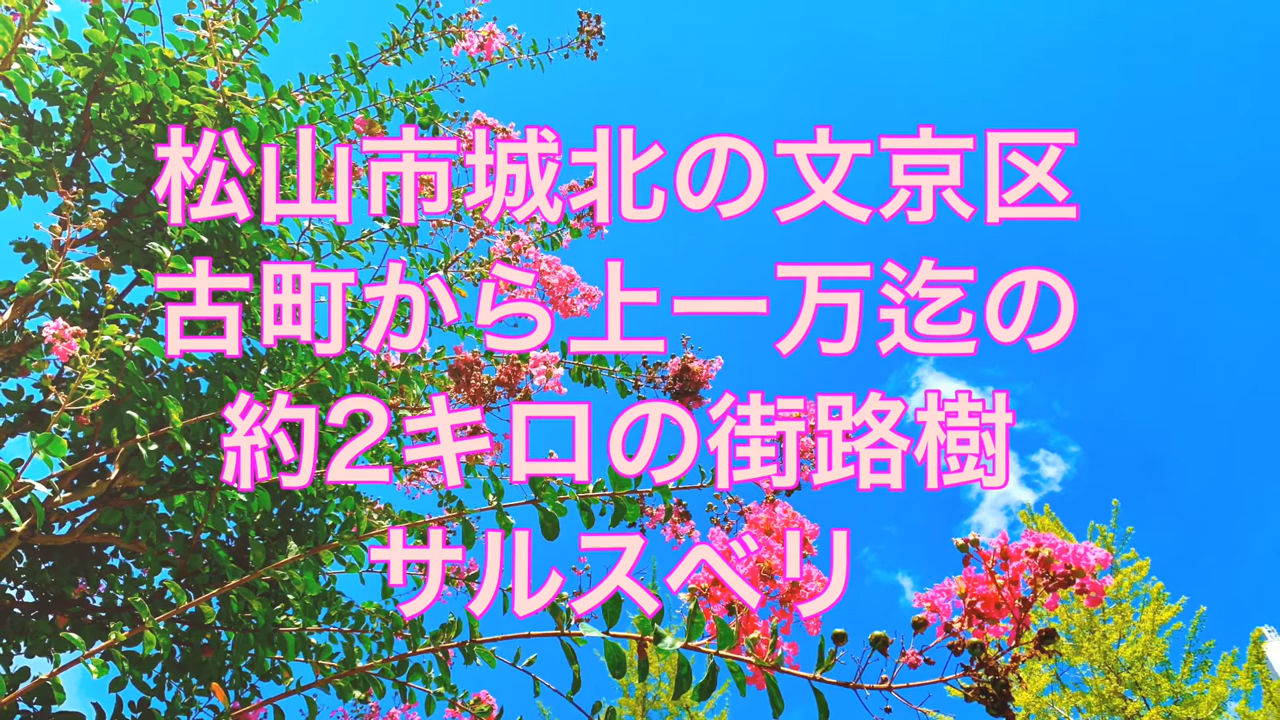 松山市城北の文京区
古町から上一万迄の
約2キロの街路樹
サルスベリ